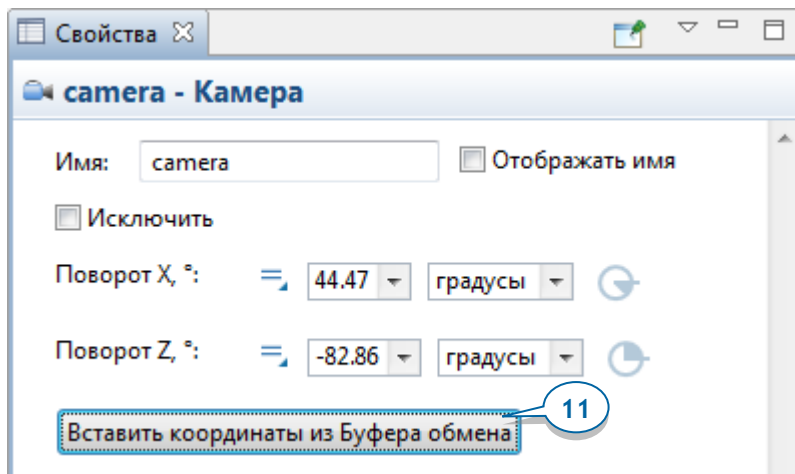 Свойства
camera - Камера
Имя: camera Отображать имя
Исключить
Поворот X, °: 44.47 градусы
Поворот Z, °: -82.86 градусы
11
Вставить координаты из Буфера обмена